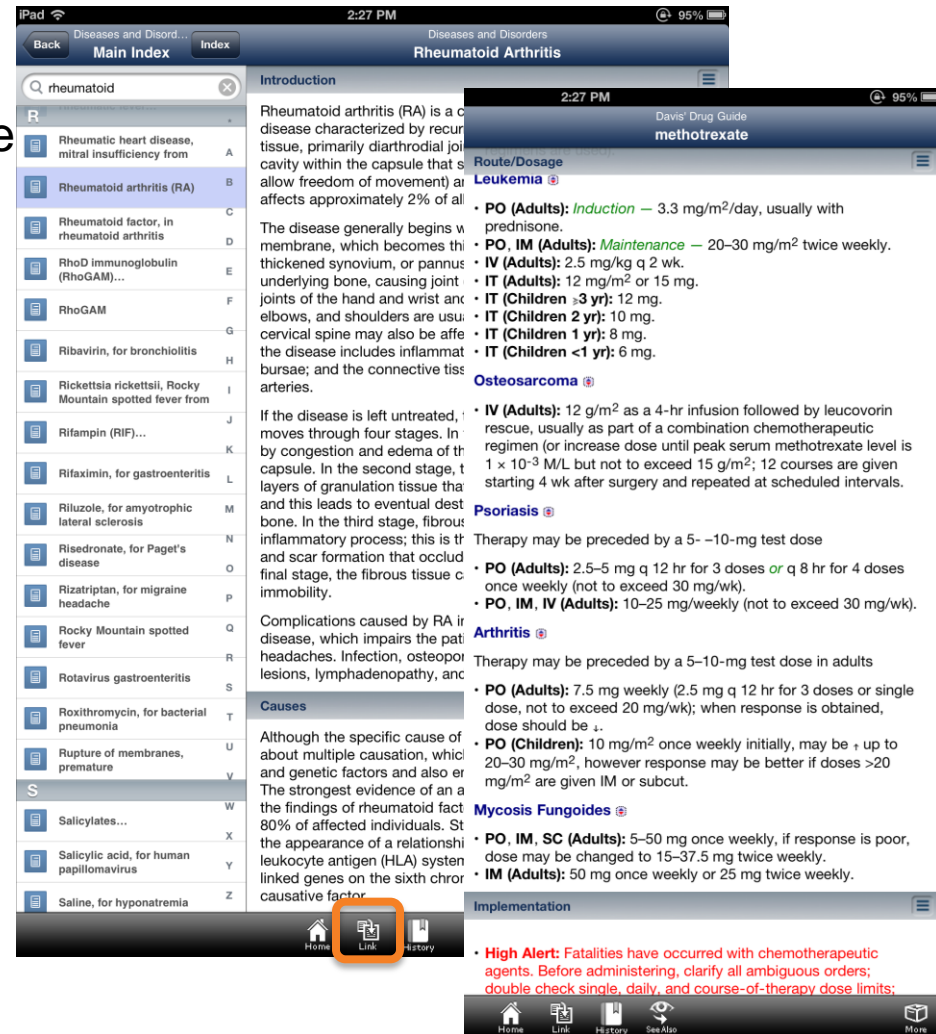 e
iPad
2:27 PM
95%
Back
Diseases and Disord...
Main Index
Index
Diseases and Disorders
Rheumatoid Arthritis
rheumatoid
R
Rheumatic heart disease,
mitral insufficiency from
Rheumatoid arthritis (RA)
Rheumatoid factor, in
rheumatoid arthritis
RhoD immunoglobulin
(RhoGAM)...
RhoGAM
Ribavirin, for bronchiolitis
Rickettsia rickettsii, Rocky
Mountain spotted fever from
Rifampin (RIF)...
Rifaximin, for gastroenteritis
Riluzole, for amyotrophic
lateral sclerosis
Risedronate, for Paget's
disease
Rizatriptan, for migraine
headache
Rocky Mountain spotted
fever
Rotavirus gastroenteritis
Roxithromycin, for bacterial
pneumonia
Rupture of membranes,
premature
S
Salicylates...
Salicylic acid, for human
papillomavirus
Saline, for hyponatremia
A
B
C
D
E
F
G
H
I
J
K
L
M
N
O
P
Q
R
S
T
U
V
W
X
Y
Z
Introduction
Rheumatoid arthritis (RA) is a c
disease characterized by recur
tissue, primarily diarthrodial joi
cavity within the capsule that s
allow freedom of movement) ar
affects approximately 2% of all
The disease generally begins w
membrane, which becomes thi
thickened synovium, or pannus
underlying bone, causing joint
joints of the hand and wrist and
elbows, and shoulders are usua
cervical spine may also be affe
the disease includes inflammat
bursae; and the connective tiss
arteries.
If the disease is left untreated,
moves through four stages. In
by congestion and edema of th
capsule. In the second stage, t
layers of granulation tissue tha
and this leads to eventual dest
bone. In the third stage, fibrous
inflammatory process; this is th
and scar formation that occlud
final stage, the fibrous tissue c
immobility.
Complications caused by RA in
disease, which impairs the pati
headaches. Infection, osteopor
lesions, lymphadenopathy, and
Causes
Although the specific cause of
about multiple causation, which
and genetic factors and also en
The strongest evidence of an a
the findings of rheumatoid fact
80% of affected individuals. St
the appearance of a relationshi
leukocyte antigen (HLA) system
linked genes on the sixth chron
causative factor.
Home
Link
History
2:27 PM
95%
Davis' Drug Guide
methotrexate
regimens are used).
Route/Dosage
Leukemia
• PO (Adults): Induction — 3.3 mg/m²/day, usually with
prednisone.
• PO, IM (Adults): Maintenance — 20–30 mg/m² twice weekly.
• IV (Adults): 2.5 mg/kg q 2 wk.
• IT (Adults): 12 mg/m² or 15 mg.
• IT (Children ≥3 yr): 12 mg.
• IT (Children 2 yr): 10 mg.
• IT (Children 1 yr): 8 mg.
• IT (Children <1 yr): 6 mg.
Osteosarcoma
• IV (Adults): 12 g/m² as a 4-hr infusion followed by leucovorin
rescue, usually as part of a combination chemotherapeutic
regimen (or increase dose until peak serum methotrexate level is
1 × 10⁻³ M/L but not to exceed 15 g/m²; 12 courses are given
starting 4 wk after surgery and repeated at scheduled intervals.
Psoriasis
Therapy may be preceded by a 5- –10-mg test dose
• PO (Adults): 2.5–5 mg q 12 hr for 3 doses or q 8 hr for 4 doses
once weekly (not to exceed 30 mg/wk).
• PO, IM, IV (Adults): 10–25 mg/weekly (not to exceed 30 mg/wk).
Arthritis
Therapy may be preceded by a 5–10-mg test dose in adults
• PO (Adults): 7.5 mg weekly (2.5 mg q 12 hr for 3 doses or single
dose, not to exceed 20 mg/wk); when response is obtained,
dose should be ↓.
• PO (Children): 10 mg/m² once weekly initially, may be ↑ up to
20–30 mg/m², however response may be better if doses >20
mg/m² are given IM or subcut.
Mycosis Fungoides
• PO, IM, SC (Adults): 5–50 mg once weekly, if response is poor,
dose may be changed to 15–37.5 mg twice weekly.
• IM (Adults): 50 mg once weekly or 25 mg twice weekly.
Implementation
• High Alert: Fatalities have occurred with chemotherapeutic
agents. Before administering, clarify all ambiguous orders;
double check single, daily, and course-of-therapy dose limits;
Home
Link
History
See Also
More